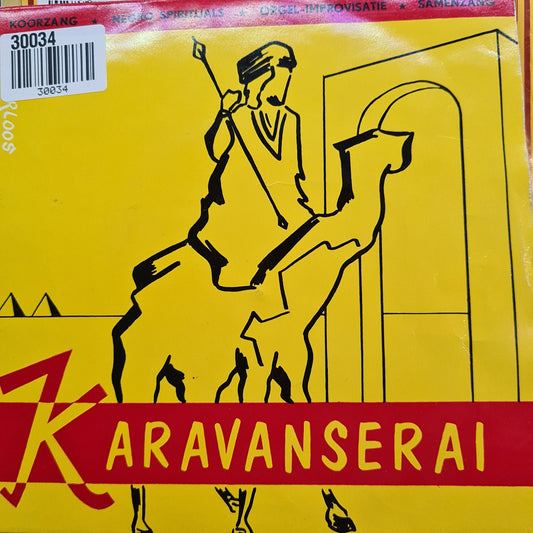 KOORZANG ★ NEGRO SPIRITUALS ★ ORGEL-IMPROVISATIE ★ SAMENZANG
30034
30034
KARAVANSERAI